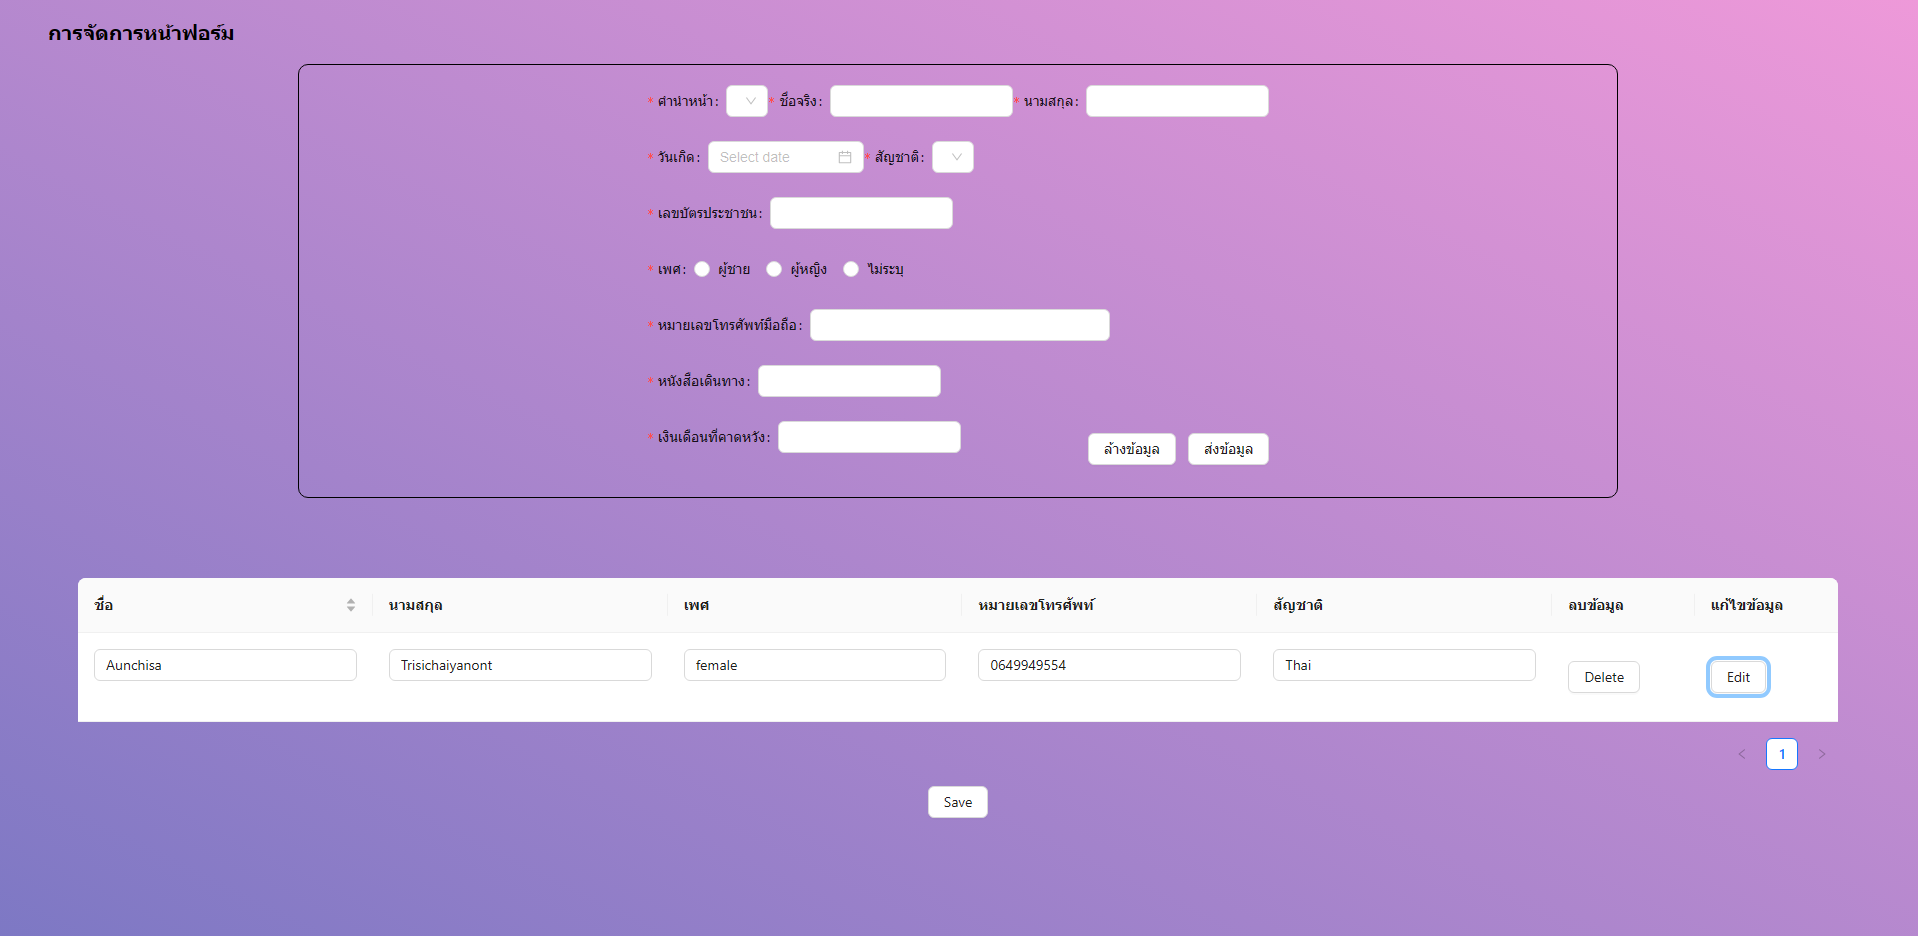 การจัดการหน้าฟอร์ม
* คำนำหน้า: * ชื่อจริง: * นามสกุล:
* วันเกิด: Select date * สัญชาติ:
* เลขบัตรประชาชน:
* เพศ: ผู้ชาย ผู้หญิง ไม่ระบุ
* หมายเลขโทรศัพท์มือถือ:
* หนังสือเดินทาง:
* เงินเดือนที่คาดหวัง:
ล้างข้อมูล ส่งข้อมูล
ชื่อ นามสกุล เพศ หมายเลขโทรศัพท์ สัญชาติ ลบข้อมูล แก้ไขข้อมูล
Aunchisa Trisichaiyanont female 0649949554 Thai Delete Edit
< 1 >
Save